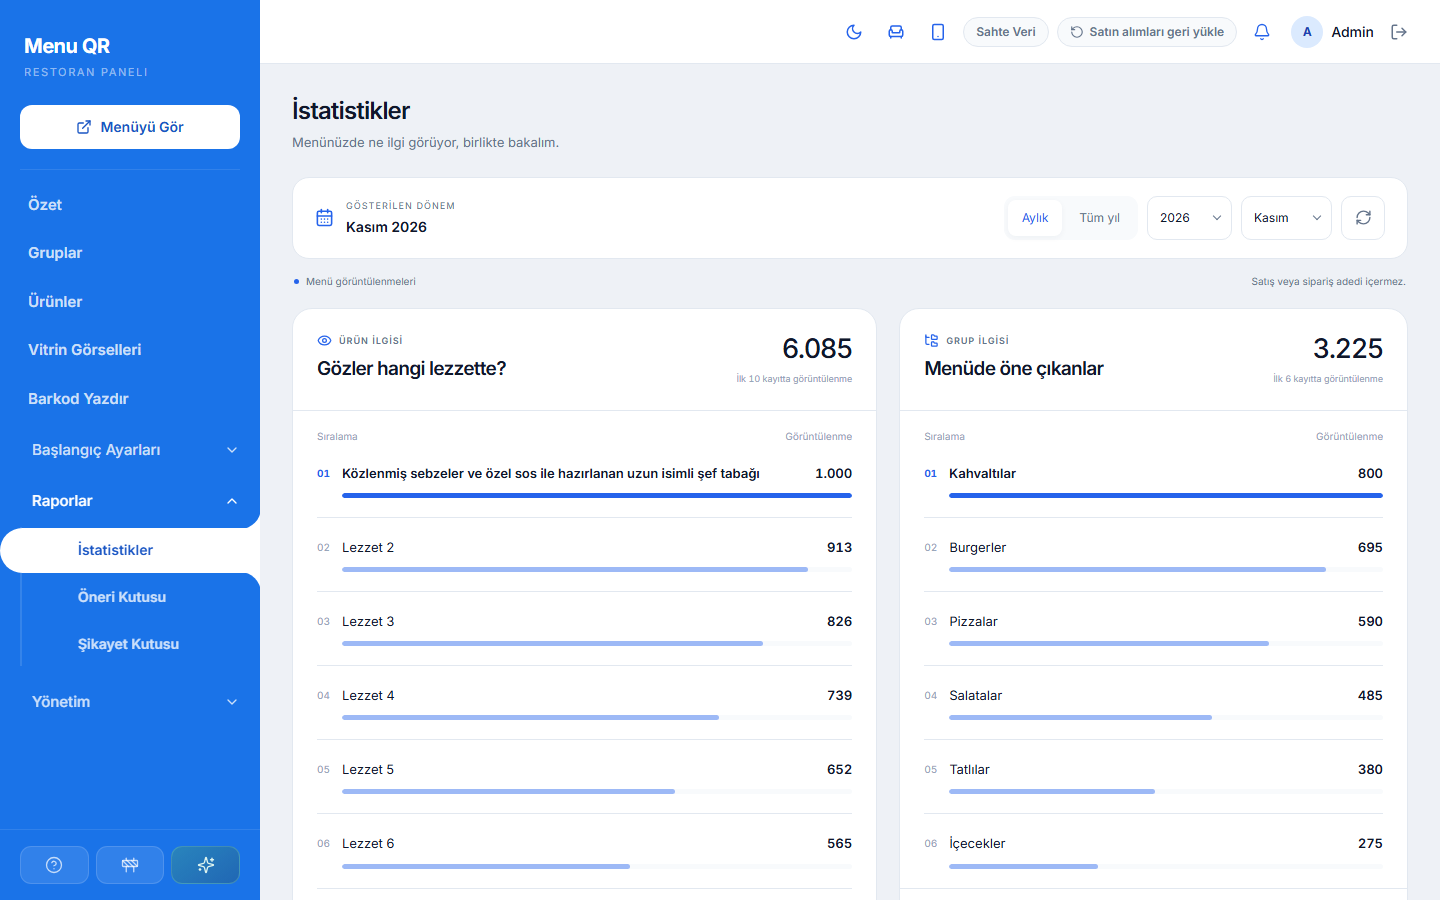 Menu QR
RESTORAN PANELİ
Menüyü Gör
Özet
Gruplar
Ürünler
Vitrin Görselleri
Barkod Yazdır
Başlangıç Ayarları
Raporlar
İstatistikler
Öneri Kutusu
Şikayet Kutusu
Yönetim
Sahte Veri
Satın alımları geri yükle
A
Admin
İstatistikler
Menünüzde ne ilgi görüyor, birlikte bakalım.
GÖSTERİLEN DÖNEM
Kasım 2026
Aylık
Tüm yıl
2026
Kasım
Menü görüntülenmeleri
Satış veya sipariş adedi içermez.
ÜRÜN İLGİSİ
Gözler hangi lezzette?
6.085
İlk 10 kayıtta görüntülenme
Sıralama
Görüntülenme
01 Közlenmiş sebzeler ve özel sos ile hazırlanan uzun isimli şef tabağı 1.000
02 Lezzet 2 913
03 Lezzet 3 826
04 Lezzet 4 739
05 Lezzet 5 652
06 Lezzet 6 565
GRUP İLGİSİ
Menüde öne çıkanlar
3.225
İlk 6 kayıtta görüntülenme
Sıralama
Görüntülenme
01 Kahvaltılar 800
02 Burgerler 695
03 Pizzalar 590
04 Salatalar 485
05 Tatlılar 380
06 İçecekler 275